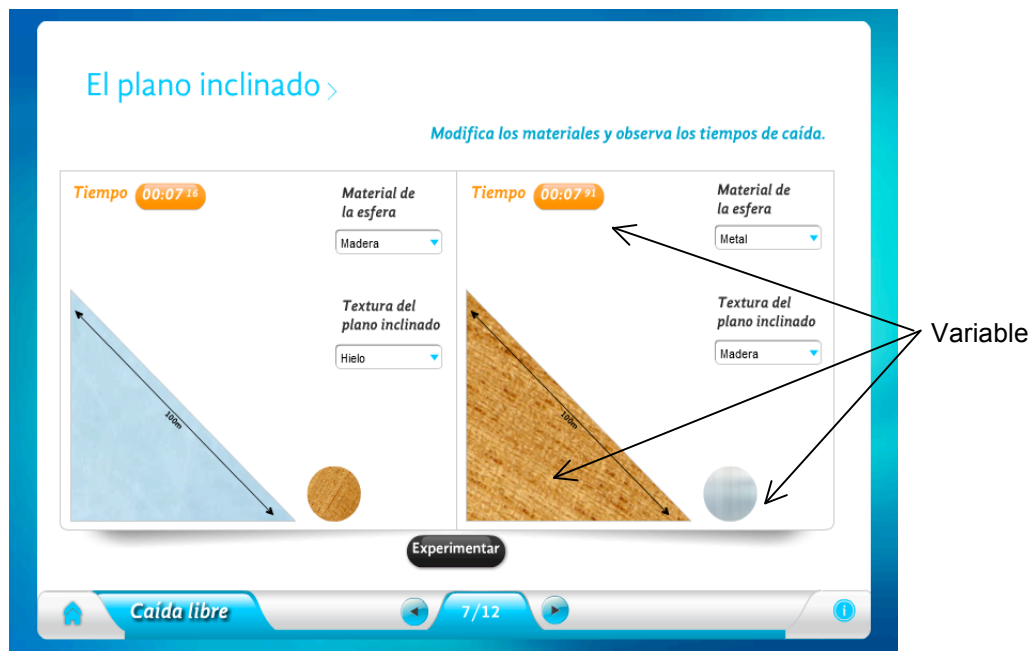 El plano inclinado >
Modifica los materiales y observa los tiempos de caída.
Tiempo 00:07 16
Material de
la esfera
Madera
Textura del
plano inclinado
Hielo
100m
Tiempo 00:07 91
Material de
la esfera
Metal
Textura del
plano inclinado
Madera
100m
Variable
Experimentar
Caída libre
7/12
i